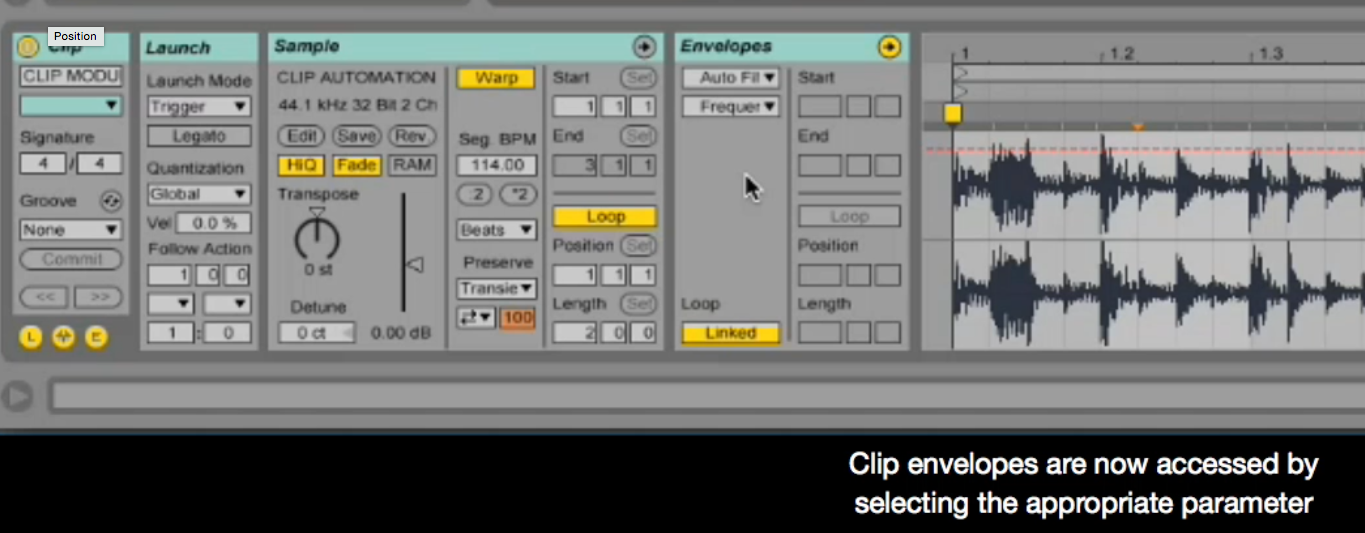 Position
Clip
CLIP MODU
Signature
4 / 4
Groove
None
Commit
<< >>
L E
Launch
Launch Mode
Trigger
Legato
Quantization
Global
Vel 0.0 %
Follow Action
1 0 0
1 : 0
Sample
CLIP AUTOMATION
44.1 kHz 32 Bit 2 Ch
Edit Save Rev.
HiQ Fade RAM
Transpose
0 st
Detune
0 ct 0.00 dB
Warp
Seg. BPM
114.00
:2 *2
Beats
Preserve
Transie
100
Start Set
1 1 1
End Set
3 1 1
Loop
Position Set
1 1 1
Length Set
2 0 0
Envelopes
Auto Fil
Frequer
Loop
Linked
Start
End
Loop
Position
Length
1 1.2 1.3
Clip envelopes are now accessed by
selecting the appropriate parameter